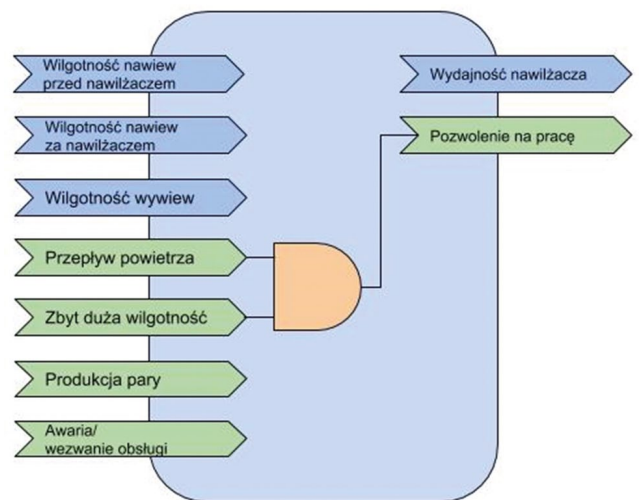 Wilgotność nawiew
przed nawilżaczem
Wilgotność nawiew
za nawilżaczem
Wilgotność wywiew
Przepływ powietrza
Zbyt duża wilgotność
Produkcja pary
Awaria/
wezwanie obsługi
Wydajność nawilżacza
Pozwolenie na pracę